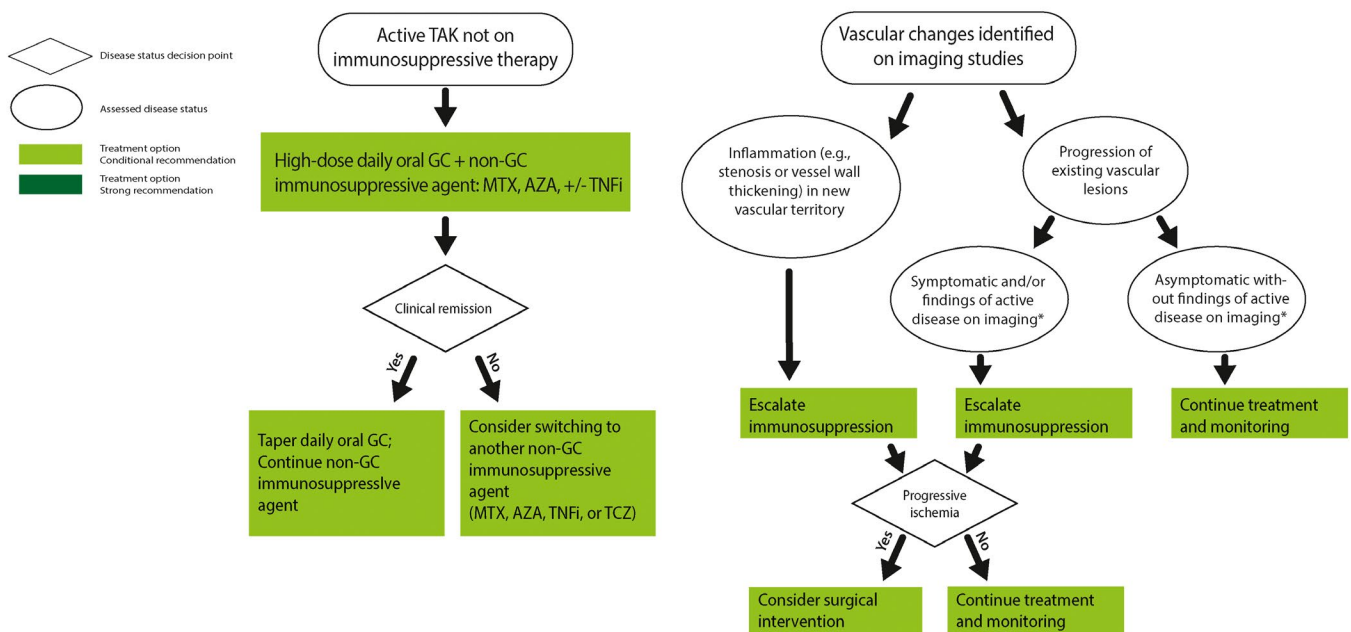 Disease status decision point
Assessed disease status
Treatment option
Conditional recommendation
Treatment option
Strong recommendation
Active TAK not on
immunosuppressive therapy
High-dose daily oral GC + non-GC
immunosuppressive agent: MTX, AZA, +/- TNFi
Clinical remission
Yes
No
Taper daily oral GC;
Continue non-GC
immunosuppressIve
agent
Consider switching to
another non-GC
immunosuppressive
agent
(MTX, AZA, TNFi, or TCZ)
Vascular changes identified
on imaging studies
Inflammation (e.g.,
stenosis or vessel wall
thickening) in new
vascular territory
Progression of
existing vascular
lesions
Symptomatic and/or
findings of active
disease on imaging*
Asymptomatic with-
out findings of active
disease on imaging*
Escalate
immunosuppression
Escalate
immunosuppression
Continue treatment
and monitoring
Progressive
ischemia
Yes
No
Consider surgical
intervention
Continue treatment
and monitoring